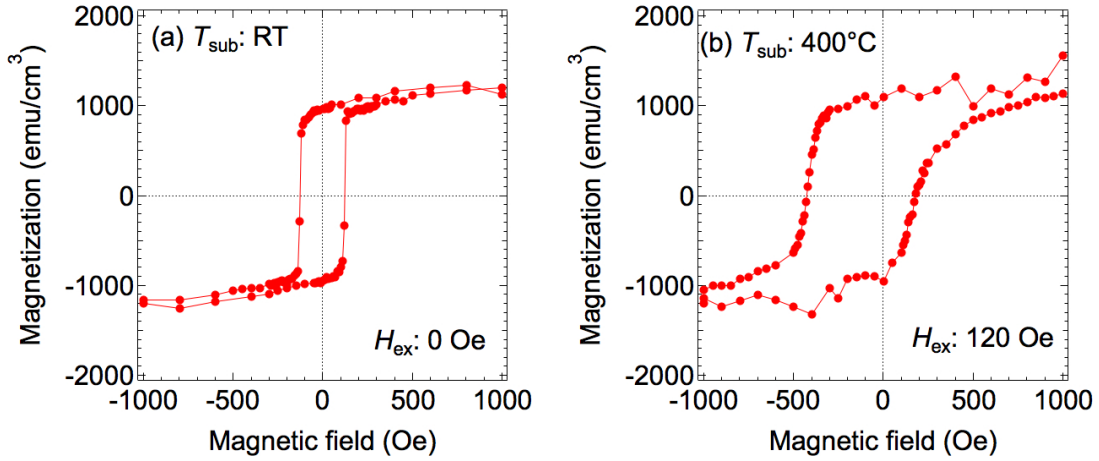 2000
1000
0
-1000
-2000
Magnetization (emu/cm³)
(a) Tsub: RT
Hex: 0 Oe
-1000 -500 0 500 1000
Magnetic field (Oe)
2000
1000
0
-1000
-2000
Magnetization (emu/cm³)
(b) Tsub: 400°C
Hex: 120 Oe
-1000 -500 0 500 1000
Magnetic field (Oe)